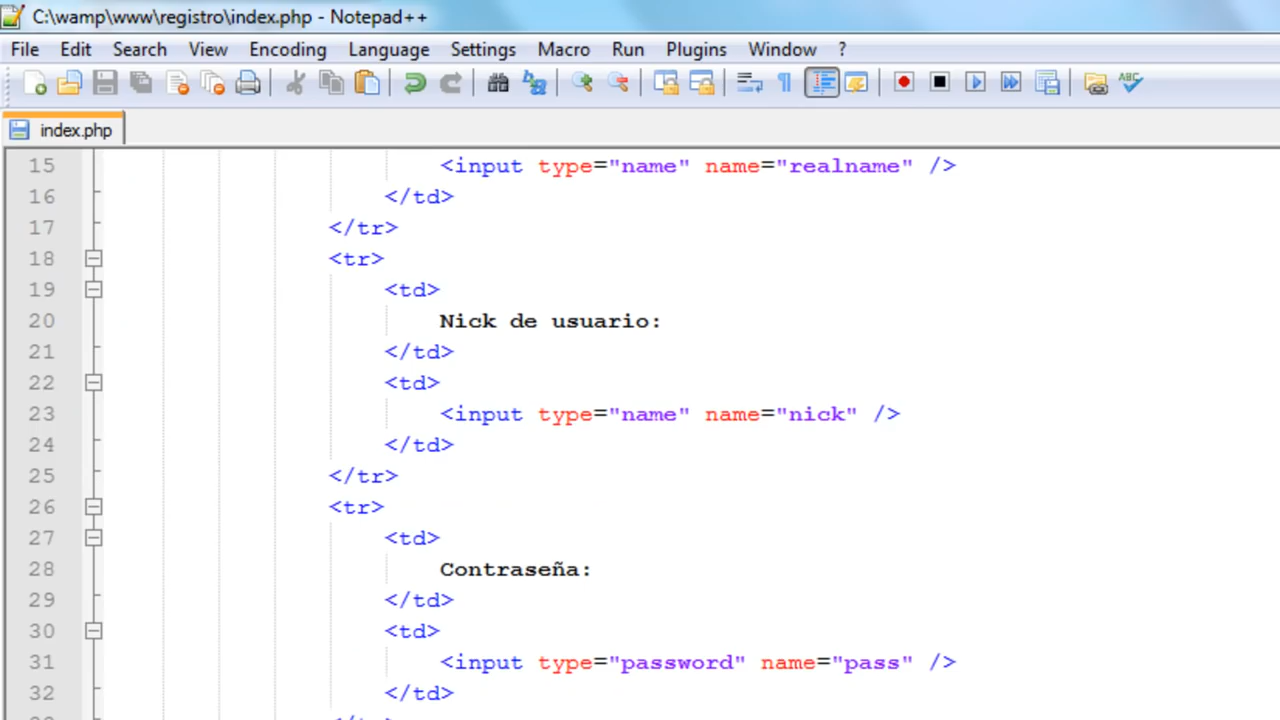 C:\wamp\www\registro\index.php - Notepad++
File Edit Search View Encoding Language Settings Macro Run Plugins Window ?
index.php
15 <input type="name" name="realname" />
16 </td>
17 </tr>
18 <tr>
19 <td>
20 Nick de usuario:
21 </td>
22 <td>
23 <input type="name" name="nick" />
24 </td>
25 </tr>
26 <tr>
27 <td>
28 Contraseña:
29 </td>
30 <td>
31 <input type="password" name="pass" />
32 </td>